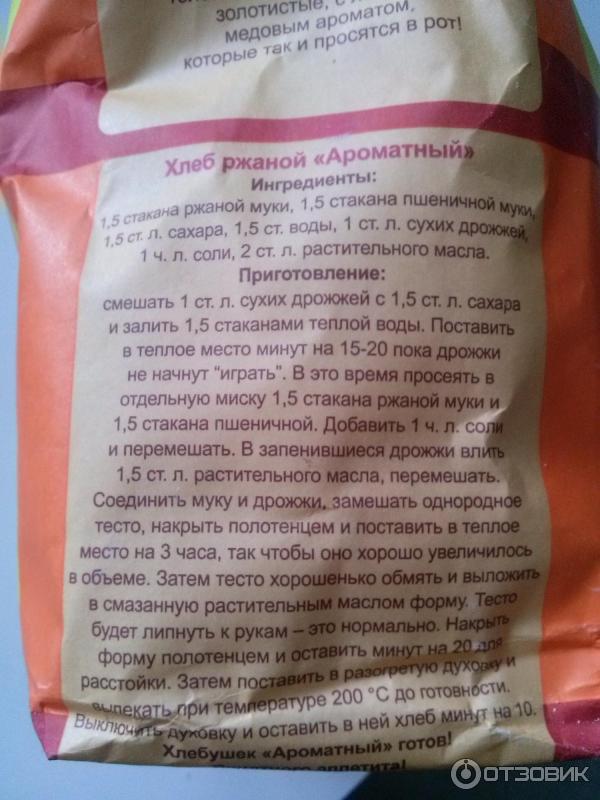 золотистые, с
медовым ароматом,
которые так и просятся в рот!
Хлеб ржаной «Ароматный»
Ингредиенты:
1,5 стакана ржаной муки, 1,5 стакана пшеничной муки,
1,5 ст. л. сахара, 1,5 ст. воды, 1 ст. л. сухих дрожжей,
1 ч. л. соли, 2 ст. л. растительного масла.
Приготовление:
смешать 1 ст. л. сухих дрожжей с 1,5 ст. л. сахара
и залить 1,5 стаканами теплой воды. Поставить
в теплое место минут на 15-20 пока дрожжи
не начнут “играть”. В это время просеять в
отдельную миску 1,5 стакана ржаной муки и
1,5 стакана пшеничной. Добавить 1 ч. л. соли
и перемешать. В запенившиеся дрожжи влить
1,5 ст. л. растительного масла, перемешать.
Соединить муку и дрожжи, замешать однородное
тесто, накрыть полотенцем и поставить в теплое
место на 3 часа, так чтобы оно хорошо увеличилось
в объеме. Затем тесто хорошенько обмять и выложить
в смазанную растительным маслом форму. Тесто
будет липнуть к рукам – это нормально. Накрыть
форму полотенцем и оставить минут на 20 для
расстойки. Затем поставить в разогретую духовку и
выпекать при температуре 200 °С до готовности.
Выключить духовку и оставить в ней хлеб минут на 10.
Хлебушек «Ароматный» готов!
аппетита!
ОТЗОВИК